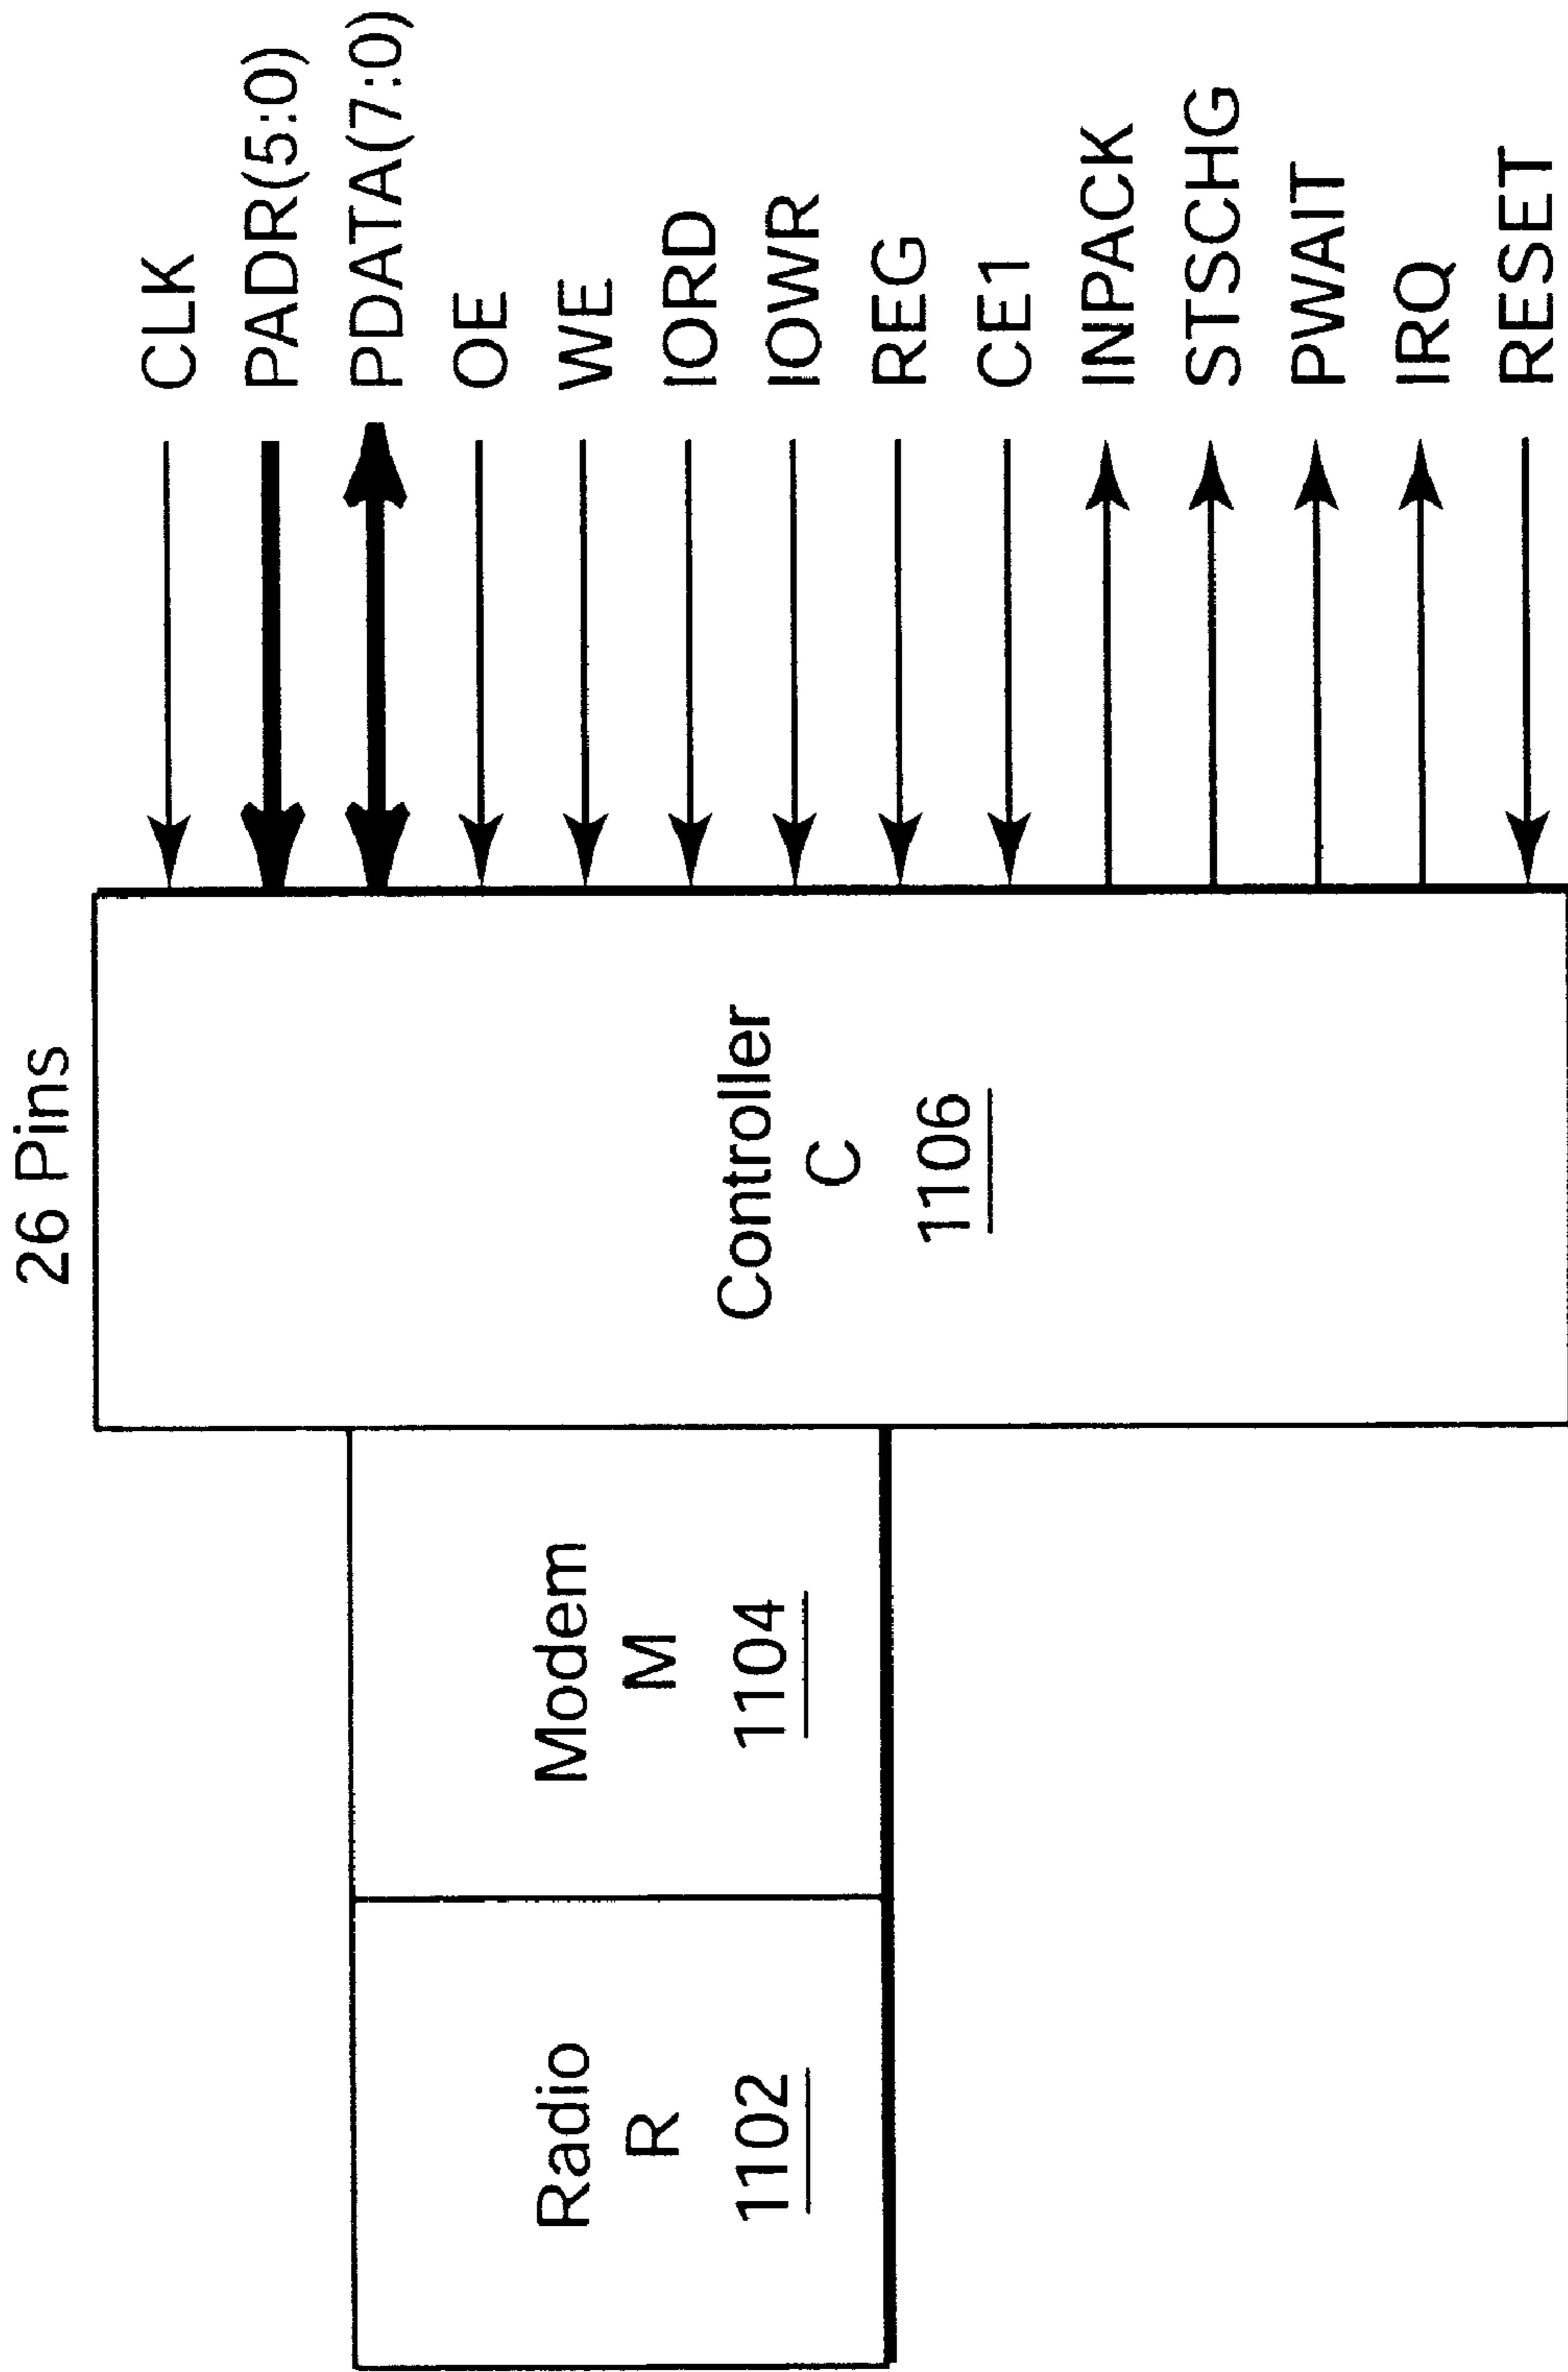 26 Pins
Radio
R
1102
Modem
M
1104
Controller
C
1106
CLK
PADR(5:0)
PDATA(7:0)
OE
WE
IORD
IOWR
REG
CE1
INPACK
STSCHG
PWAIT
IRQ
RESET